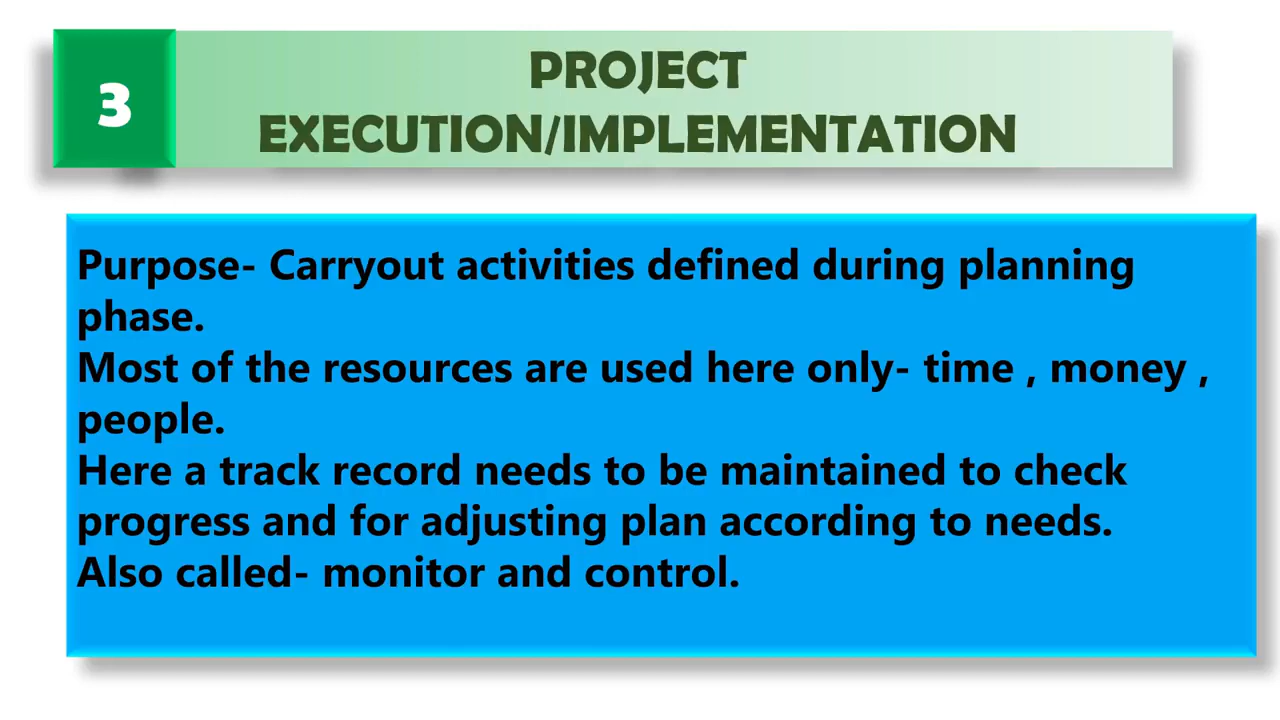 3
PROJECT
EXECUTION/IMPLEMENTATION
Purpose- Carryout activities defined during planning
phase.
Most of the resources are used here only- time , money ,
people.
Here a track record needs to be maintained to check
progress and for adjusting plan according to needs.
Also called- monitor and control.